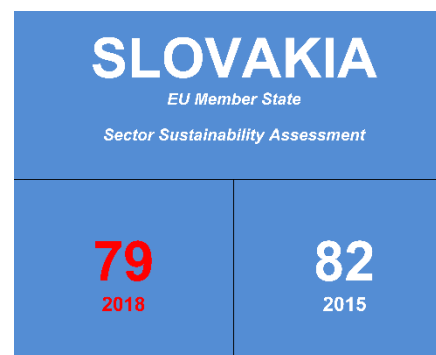 SLOVAKIA
EU Member State
Sector Sustainability Assessment
79
2018
82
2015